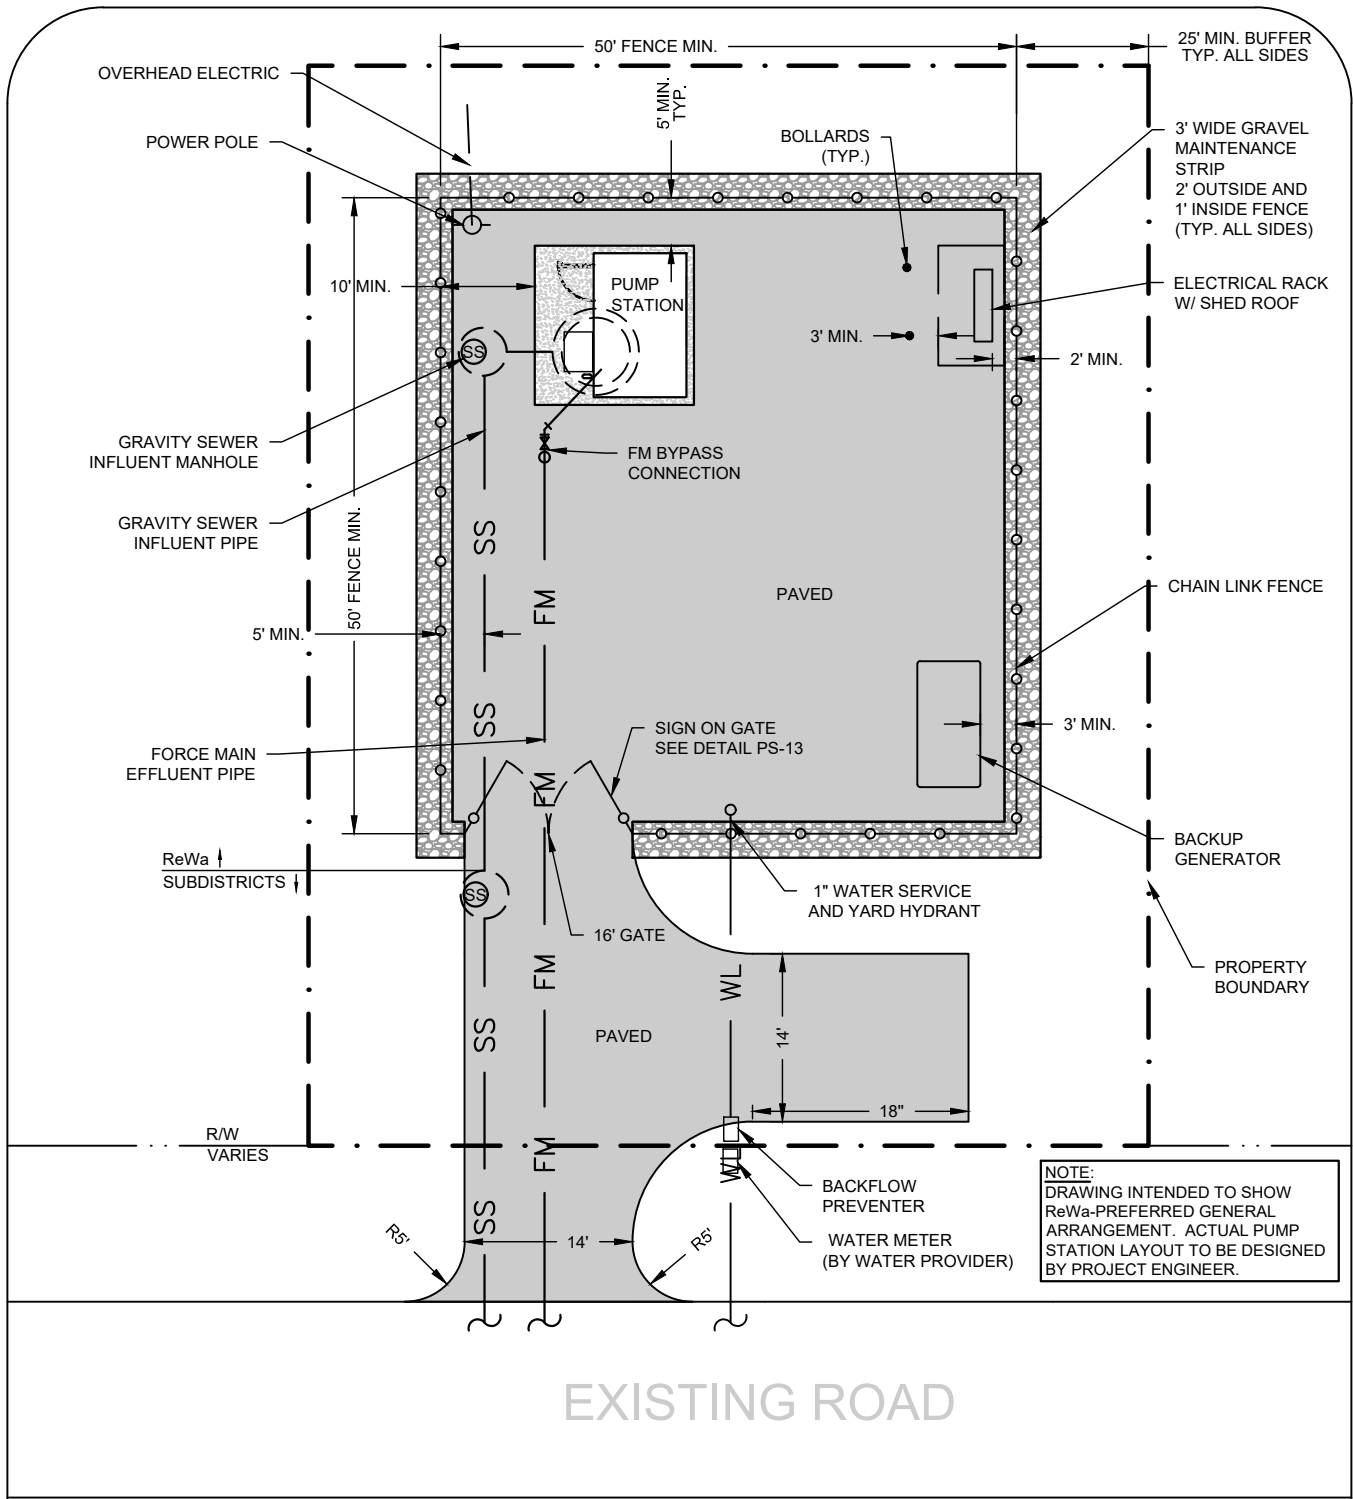 50' FENCE MIN.
25' MIN. BUFFER
TYP. ALL SIDES
OVERHEAD ELECTRIC
5' MIN.
TYP.
POWER POLE
BOLLARDS
(TYP.)
3' WIDE GRAVEL
MAINTENANCE
STRIP
2' OUTSIDE AND
1' INSIDE FENCE
(TYP. ALL SIDES)
10' MIN.
PUMP
STATION
ELECTRICAL RACK
W/ SHED ROOF
3' MIN.
2' MIN.
SS
GRAVITY SEWER
INFLUENT MANHOLE
FM BYPASS
CONNECTION
GRAVITY SEWER
INFLUENT PIPE
50' FENCE MIN.
SS
FM
PAVED
CHAIN LINK FENCE
5' MIN.
SS
SIGN ON GATE
SEE DETAIL PS-13
3' MIN.
FORCE MAIN
EFFLUENT PIPE
FM
BACKUP
GENERATOR
ReWa
SUBDISTRICTS
SS
1" WATER SERVICE
AND YARD HYDRANT
16' GATE
FM
WL
PROPERTY
BOUNDARY
SS
PAVED
14'
18"
R/W
VARIES
FM
WL
BACKFLOW
PREVENTER
SS
R5'
14'
R5'
WATER METER
(BY WATER PROVIDER)
NOTE:
DRAWING INTENDED TO SHOW
ReWa-PREFERRED GENERAL
ARRANGEMENT. ACTUAL PUMP
STATION LAYOUT TO BE DESIGNED
BY PROJECT ENGINEER.
EXISTING ROAD